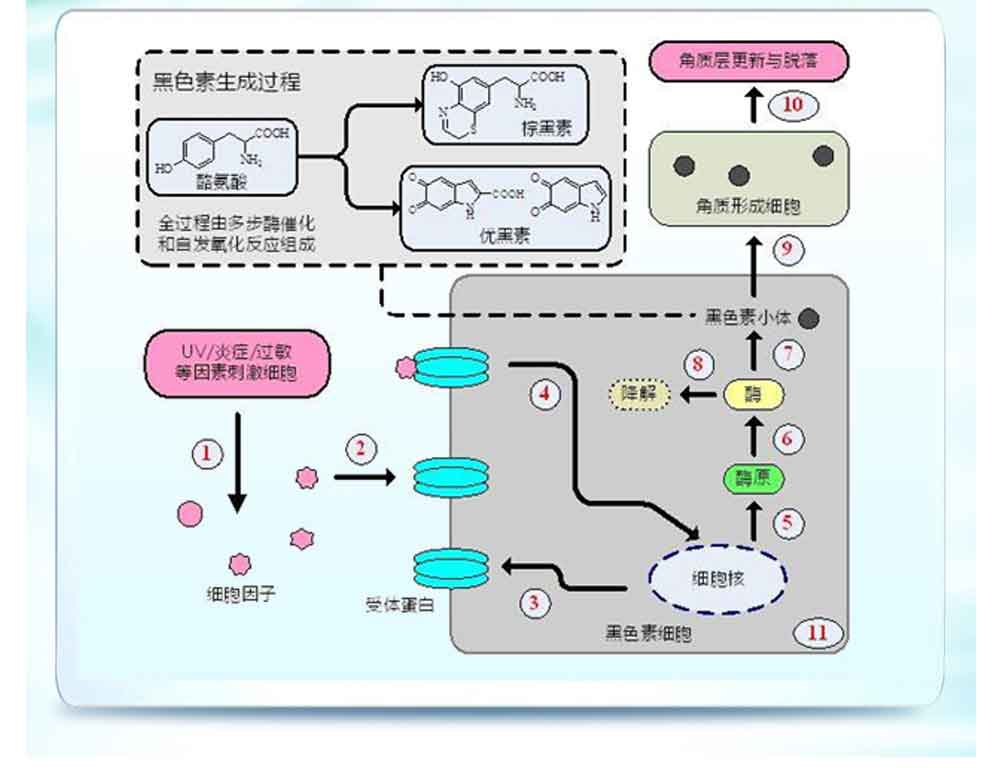 角质层更新与脱落
黑色素生成过程
HO
COOH
NH₂
N
S
棕黑素
10
COOH
NH₂
HO
酪氨酸
角质形成细胞
O
O
COOH
N
H
O
O
N
H
优黑素
全过程由多步酶催化
和自发氧化反应组成
9
黑色素小体
UV/炎症/过敏
等因素刺激细胞
7
8
4
降解
酶
1
2
6
酶原
5
细胞核
细胞因子
受体蛋白
3
黑色素细胞
11